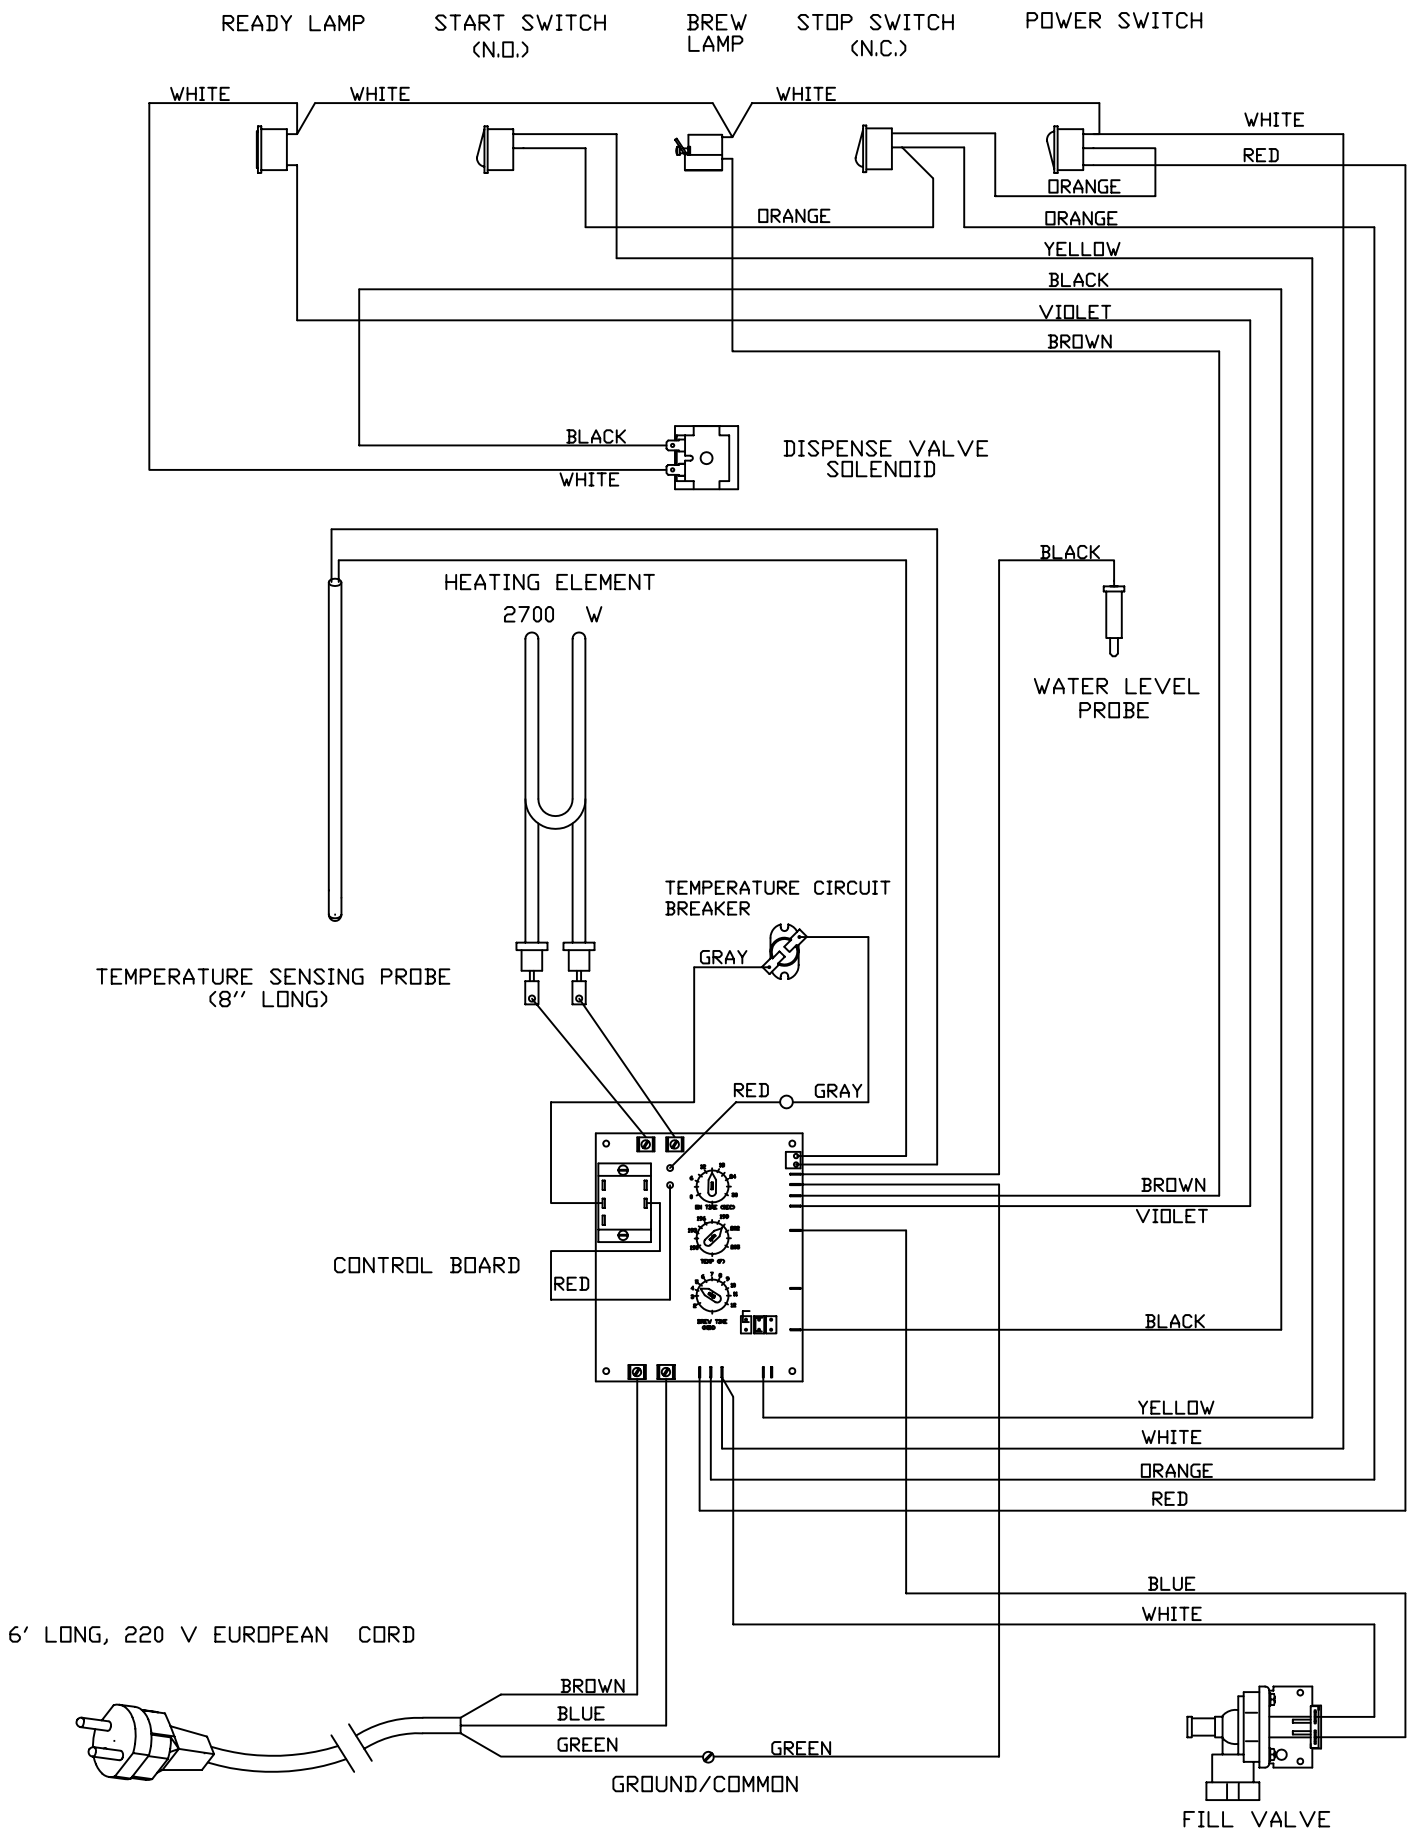 READY LAMP
START SWITCH
(N.O.)
BREW
LAMP
STOP SWITCH
(N.C.)
POWER SWITCH
WHITE
WHITE
WHITE
WHITE
RED
ORANGE
ORANGE
ORANGE
YELLOW
BLACK
VIOLET
BROWN
BLACK
WHITE
DISPENSE VALVE
SOLENOID
BLACK
HEATING ELEMENT
2700 W
WATER LEVEL
PROBE
TEMPERATURE CIRCUIT
BREAKER
GRAY
TEMPERATURE SENSING PROBE
(8'' LONG)
RED
GRAY
BROWN
VIOLET
CONTROL BOARD
RED
TEMP (F)
BREW TIME
BLACK
YELLOW
WHITE
ORANGE
RED
BLUE
WHITE
6' LONG, 220 V EUROPEAN CORD
BROWN
BLUE
GREEN
GREEN
GROUND/COMMON
FILL VALVE